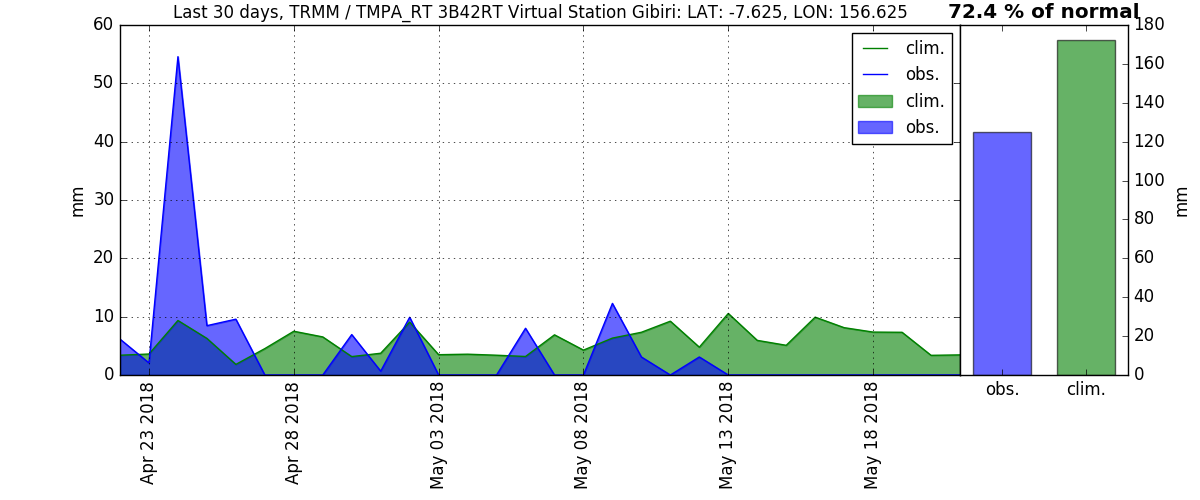 Last 30 days, TRMM / TMPA_RT 3B42RT Virtual Station Gibiri: LAT: -7.625, LON: 156.625
72.4 % of normal
60
50
40
30
20
10
0
mm
clim.
obs.
clim.
obs.
Apr 23 2018
Apr 28 2018
May 03 2018
May 08 2018
May 13 2018
May 18 2018
180
160
140
120
100
80
60
40
20
0
mm
obs.
clim.